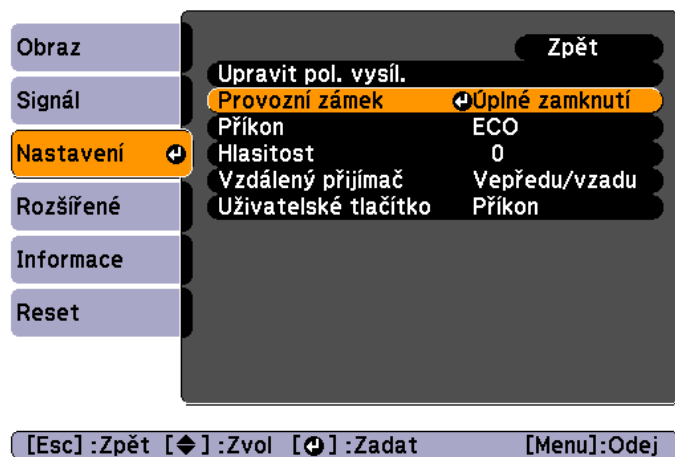 Obraz
Signál
Nastavení
Rozšířené
Informace
Reset
Zpět
Upravit pol. vysíl.
Provozní zámek Úplné zamknutí
Příkon ECO
Hlasitost 0
Vzdálený přijímač Vepředu/vzadu
Uživatelské tlačítko Příkon
[Esc] :Zpět [◆] :Zvol [↵] :Zadat [Menu]:Odej